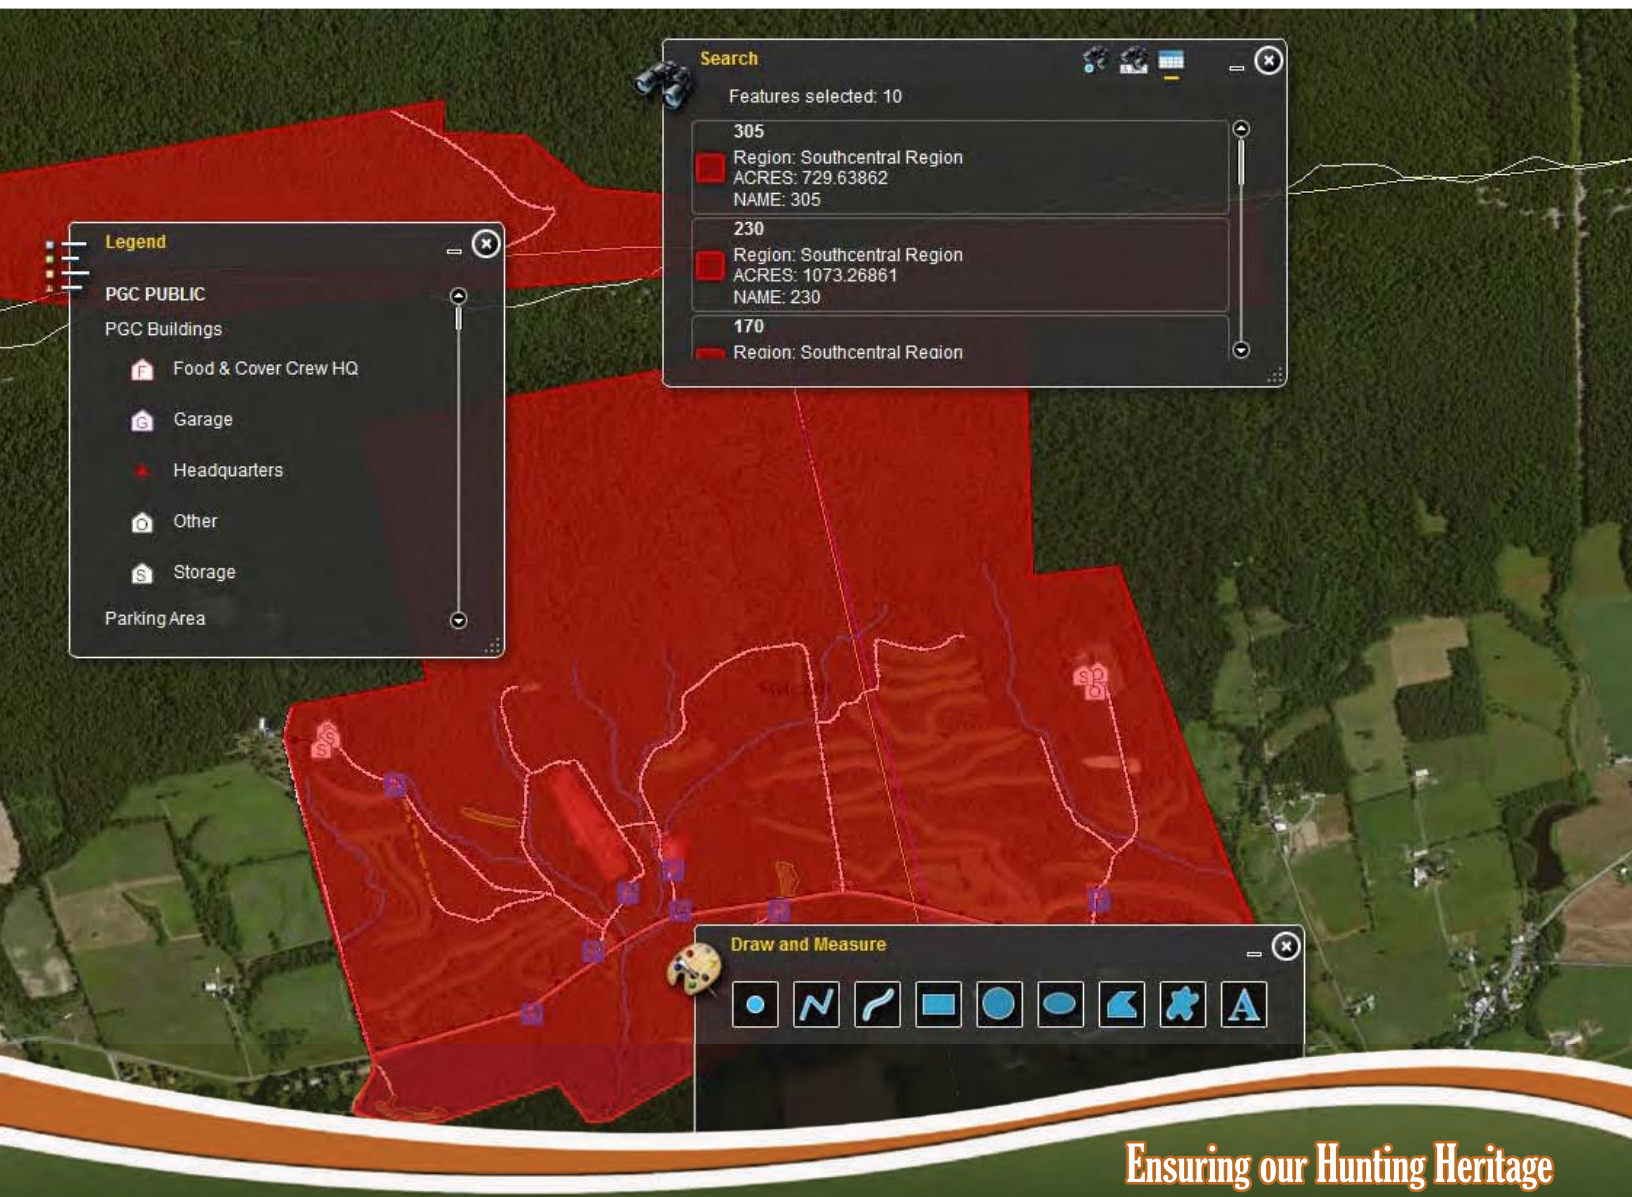 Search
Features selected: 10
305
Region: Southcentral Region
ACRES: 729.63862
NAME: 305
230
Region: Southcentral Region
ACRES: 1073.26861
NAME: 230
170
Region: Southcentral Region
Legend
PGC PUBLIC
PGC Buildings
F Food & Cover Crew HQ
G Garage
Headquarters
O Other
S Storage
Parking Area
S
S
S
O
P
P
P
Draw and Measure
A
Ensuring our Hunting Heritage